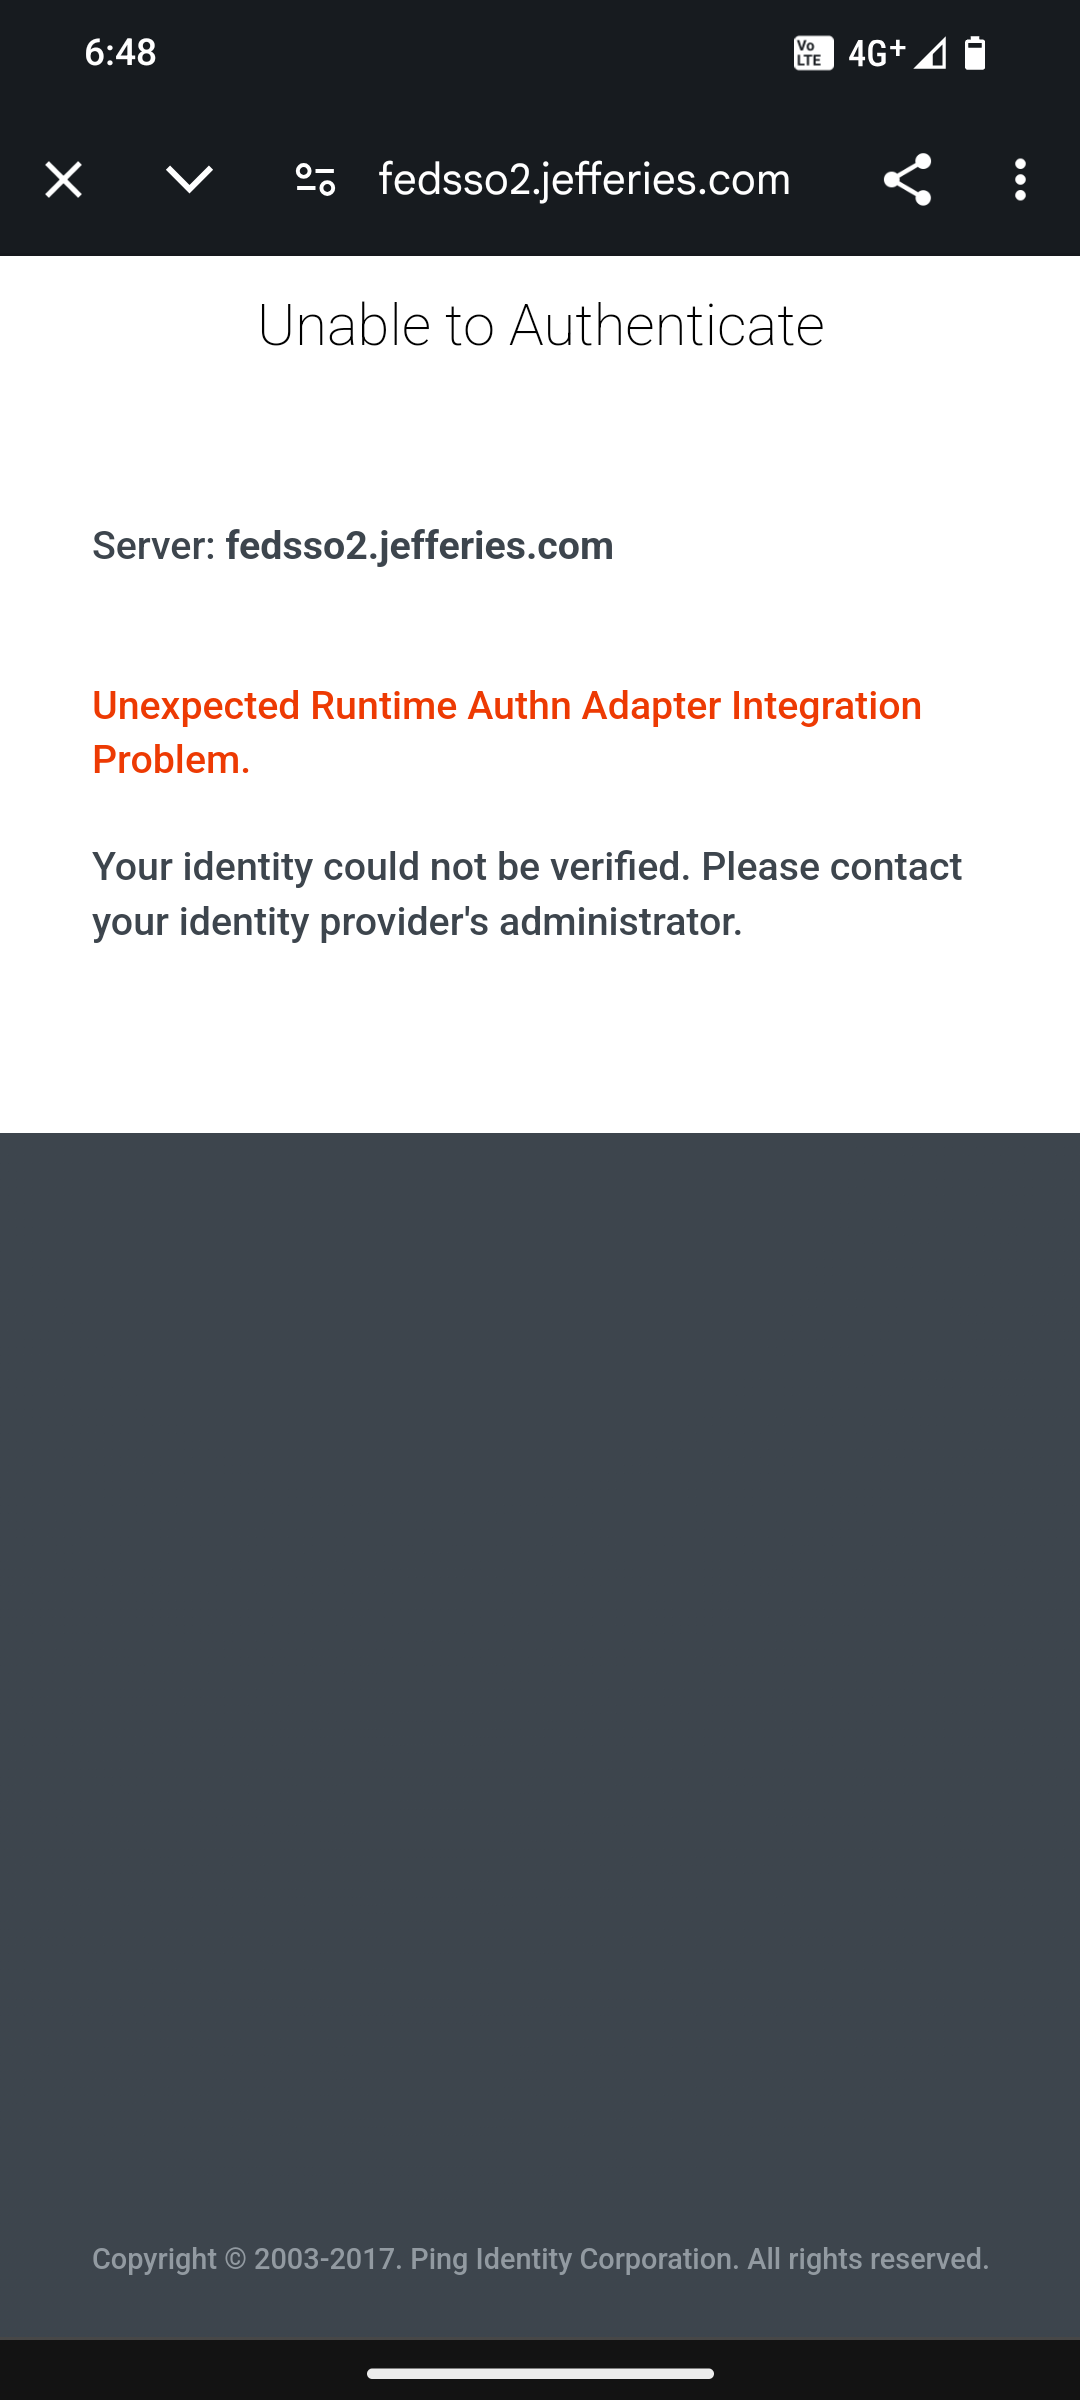 6:48
Vo LTE 4G+
fedsso2.jefferies.com
Unable to Authenticate
Server: fedsso2.jefferies.com
Unexpected Runtime Authn Adapter Integration
Problem.
Your identity could not be verified. Please contact
your identity provider's administrator.
Copyright © 2003-2017. Ping Identity Corporation. All rights reserved.